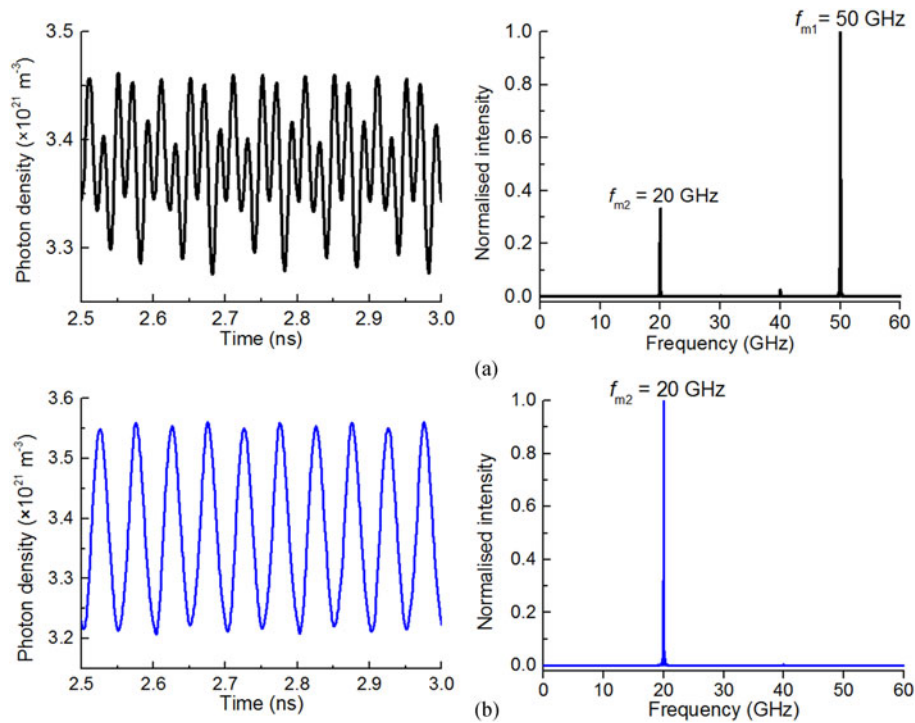 3.5
3.4
3.3
Photon density (×10²¹ m⁻³)
2.5 2.6 2.7 2.8 2.9 3.0
Time (ns)
fm1 = 50 GHz
fm2 = 20 GHz
1.0
0.8
0.6
0.4
0.2
0.0
Normalised intensity
0 10 20 30 40 50 60
Frequency (GHz)
(a)
3.6
3.5
3.4
3.3
3.2
Photon density (×10²¹ m⁻³)
2.5 2.6 2.7 2.8 2.9 3.0
Time (ns)
fm2 = 20 GHz
1.0
0.8
0.6
0.4
0.2
0.0
Normalised intensity
0 10 20 30 40 50 60
Frequency (GHz)
(b)